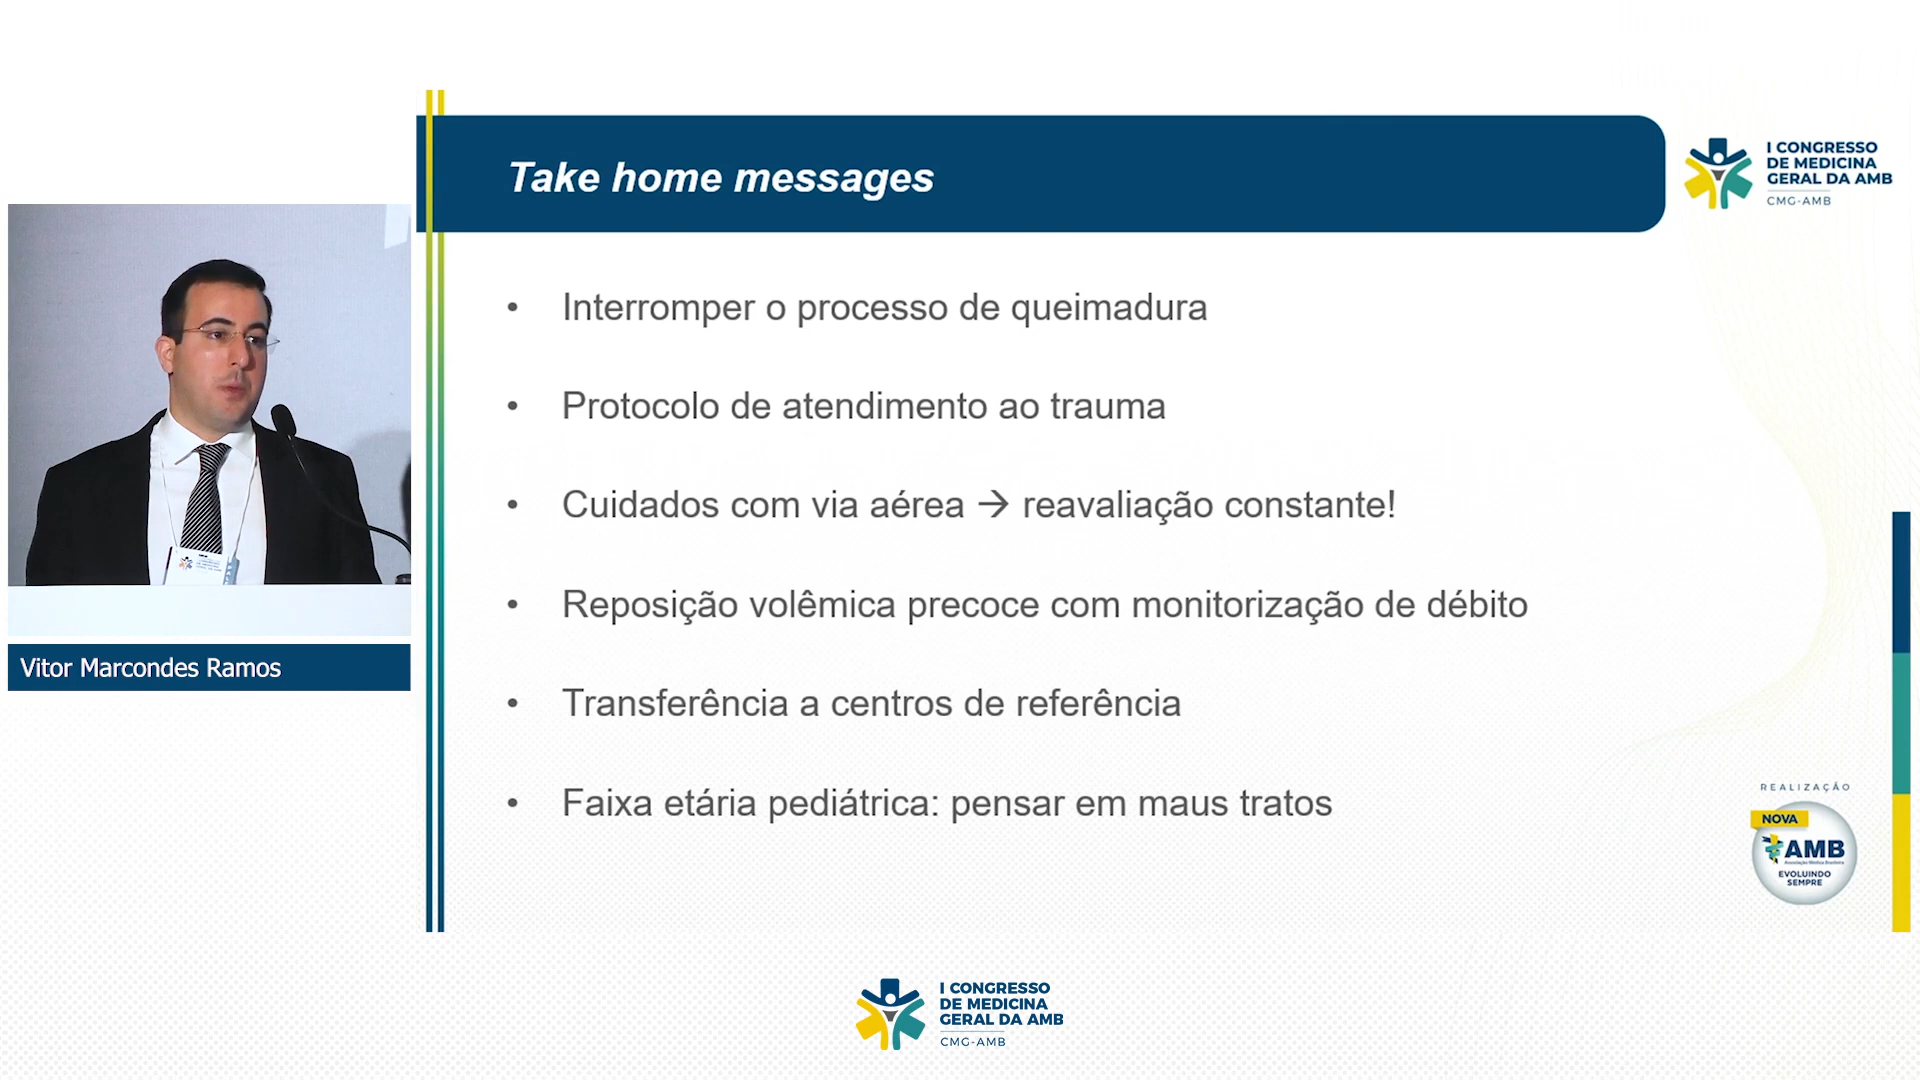 Take home messages
I CONGRESSO
DE MEDICINA
GERAL DA AMB
CMG-AMB
• Interromper o processo de queimadura
• Protocolo de atendimento ao trauma
• Cuidados com via aérea → reavaliação constante!
• Reposição volêmica precoce com monitorização de débito
• Transferência a centros de referência
• Faixa etária pediátrica: pensar em maus tratos
Vitor Marcondes Ramos
REALIZAÇÃO
NOVA
AMB
Associação Médica Brasileira
EVOLUINDO
SEMPRE
I CONGRESSO
DE MEDICINA
GERAL DA AMB
CMG-AMB